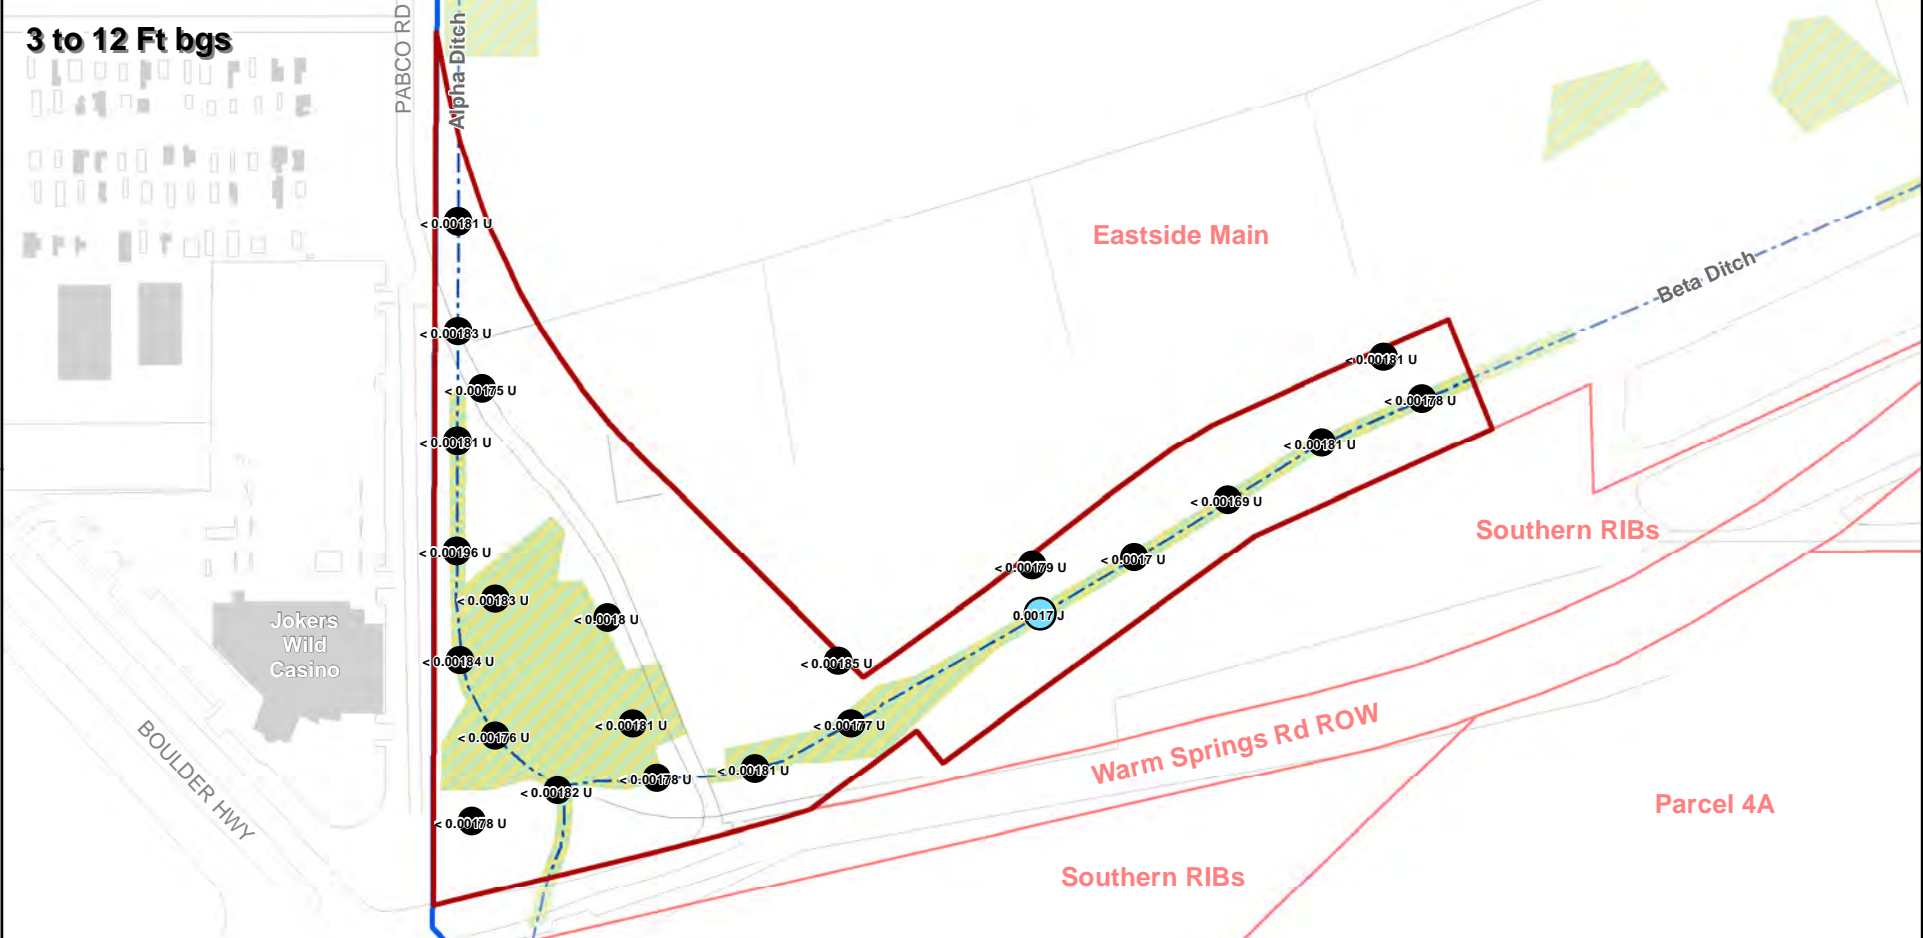 3 to 12 Ft bgs
PABCO RD
Alpha Ditch
< 0.00181 U
Eastside Main
Beta Ditch
< 0.00183 U
< 0.00181 U
< 0.00175 U
< 0.00178 U
< 0.00181 U
< 0.00181 U
< 0.00169 U
Southern RIBs
< 0.00196 U
< 0.0017 U
< 0.00179 U
< 0.00183 U
0.0017 J
< 0.0018 U
Jokers
Wild
Casino
< 0.00184 U
< 0.00185 U
< 0.00181 U
< 0.00177 U
< 0.00176 U
Warm Springs Rd ROW
BOULDER HWY
< 0.00178 U
< 0.00181 U
< 0.00182 U
Parcel 4A
< 0.00178 U
Southern RIBs